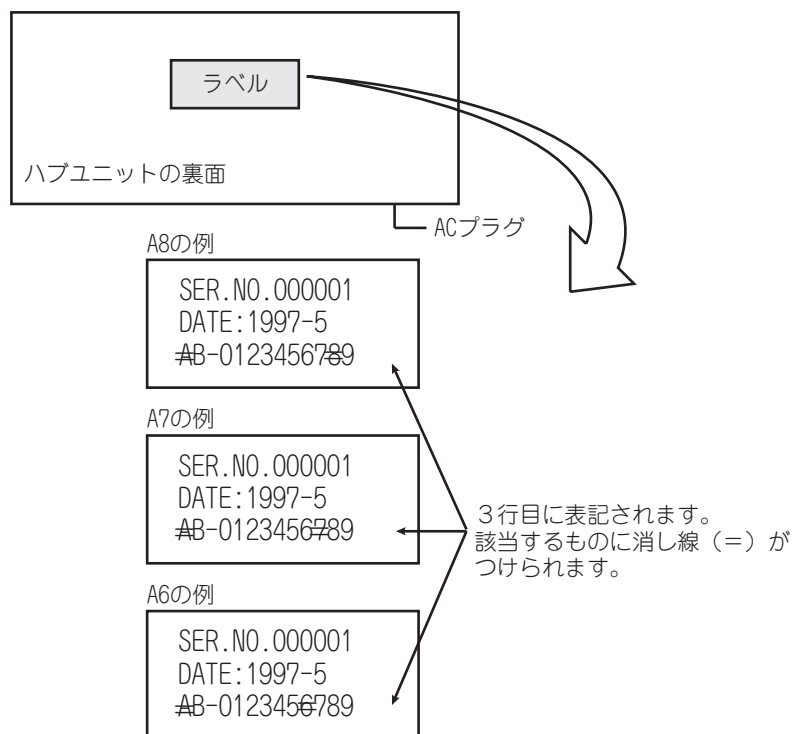 ラベル
ハブユニットの裏面
ACプラグ
A8の例
SER.NO.000001
DATE:1997-5
AB-0123456789
A7の例
SER.NO.000001
DATE:1997-5
AB-0123456789
3行目に表記されます。
該当するものに消し線（＝）が
つけられます。
A6の例
SER.NO.000001
DATE:1997-5
AB-0123456789